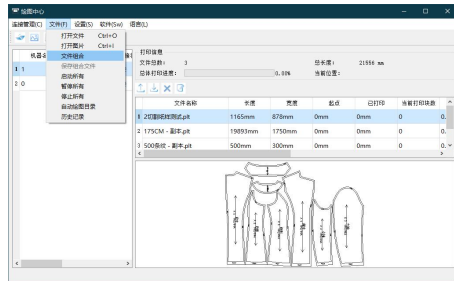 绘图中心
连接管理(C) 文件(F) 设置(S) 软件(Sw) 语言(L)
打开文件 Ctrl+O
打开图片 Ctrl+I
文件组合
保存组合文件
启动所有
暂停所有
停止所有
自动绘图目录
历史记录
机器名
1 1
2 0
打印信息
文件总数: 3 总长度: 21556 mm
总体打印进度: 0.00% 当前位置:
文件名称 长度 宽度 起点 已打印 当前打印块数
1 2切割纸样测试.plt 1165mm 878mm 0mm 0mm 0 0.
2 175CM - 副本.plt 19893mm 1750mm 0mm 0mm 0 0.
3 500条纹 - 副本.plt 500mm 300mm 0mm 0mm 0 0.